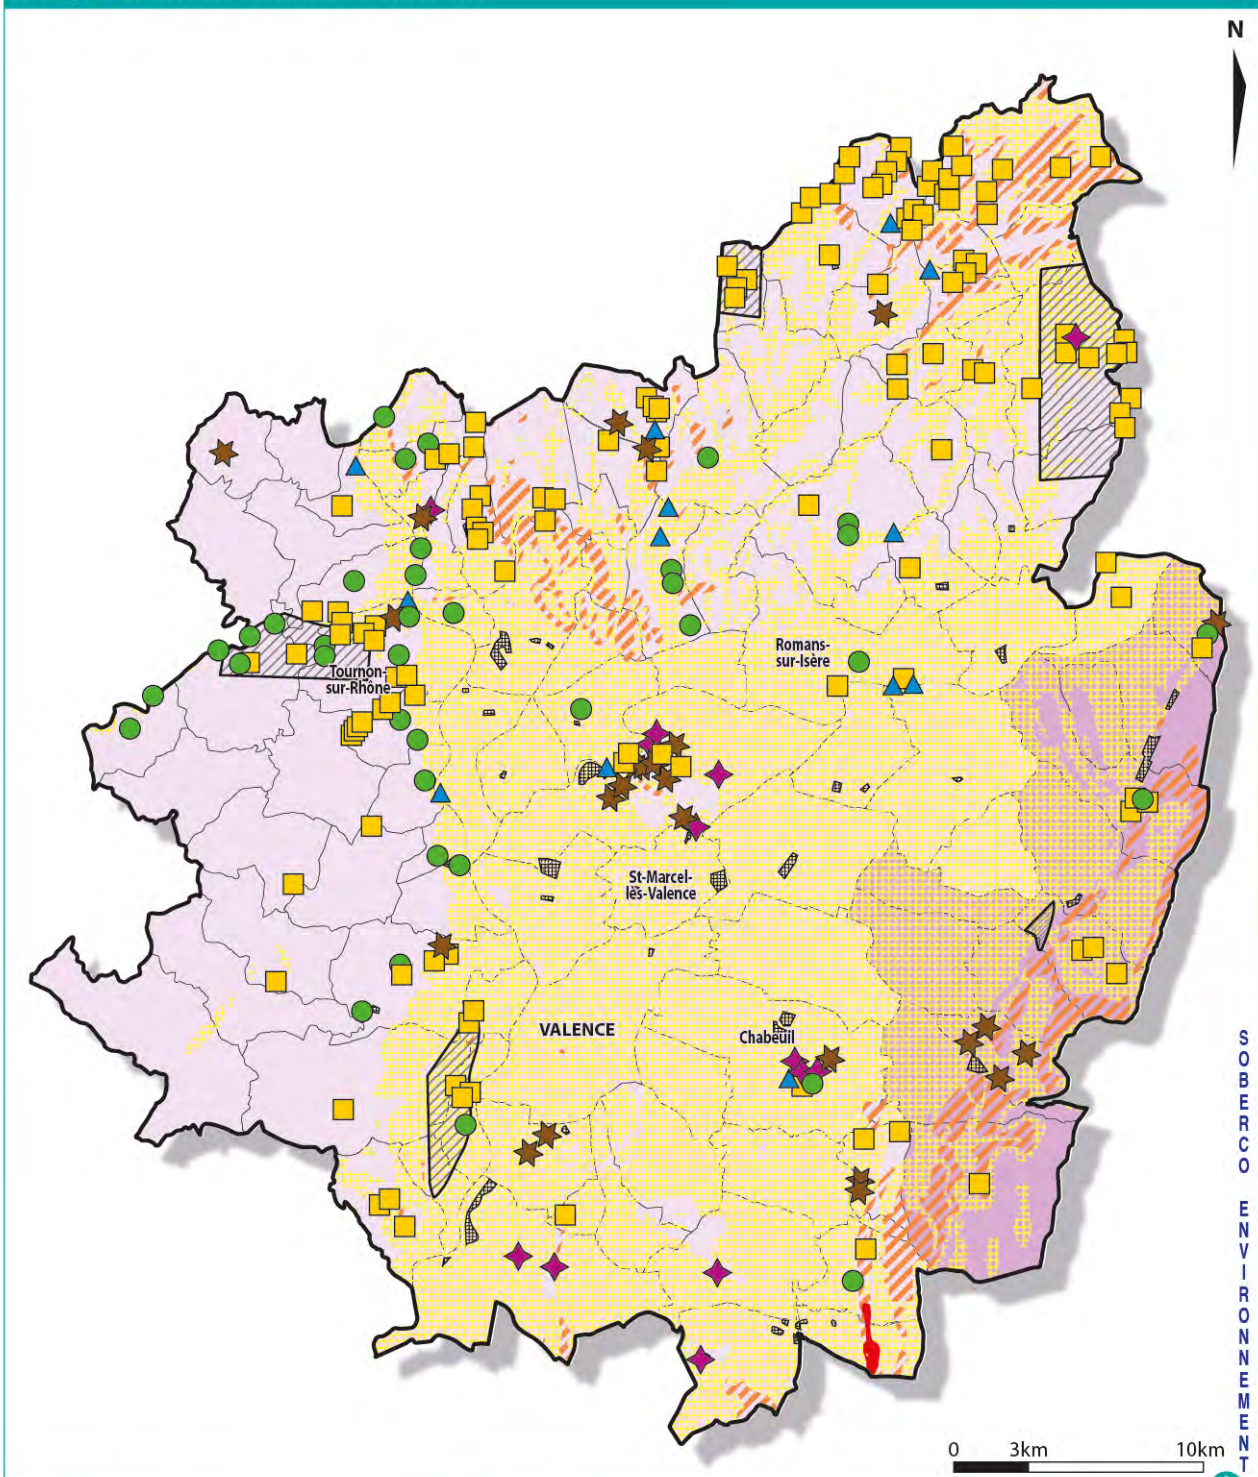 N
Tournon-
sur-Rhône
Romans-
sur-Isère
St-Marcel-
lès-Valence
VALENCE
Chabeuil
SOBERCO ENVIRONNEMENT
0 3km 10km